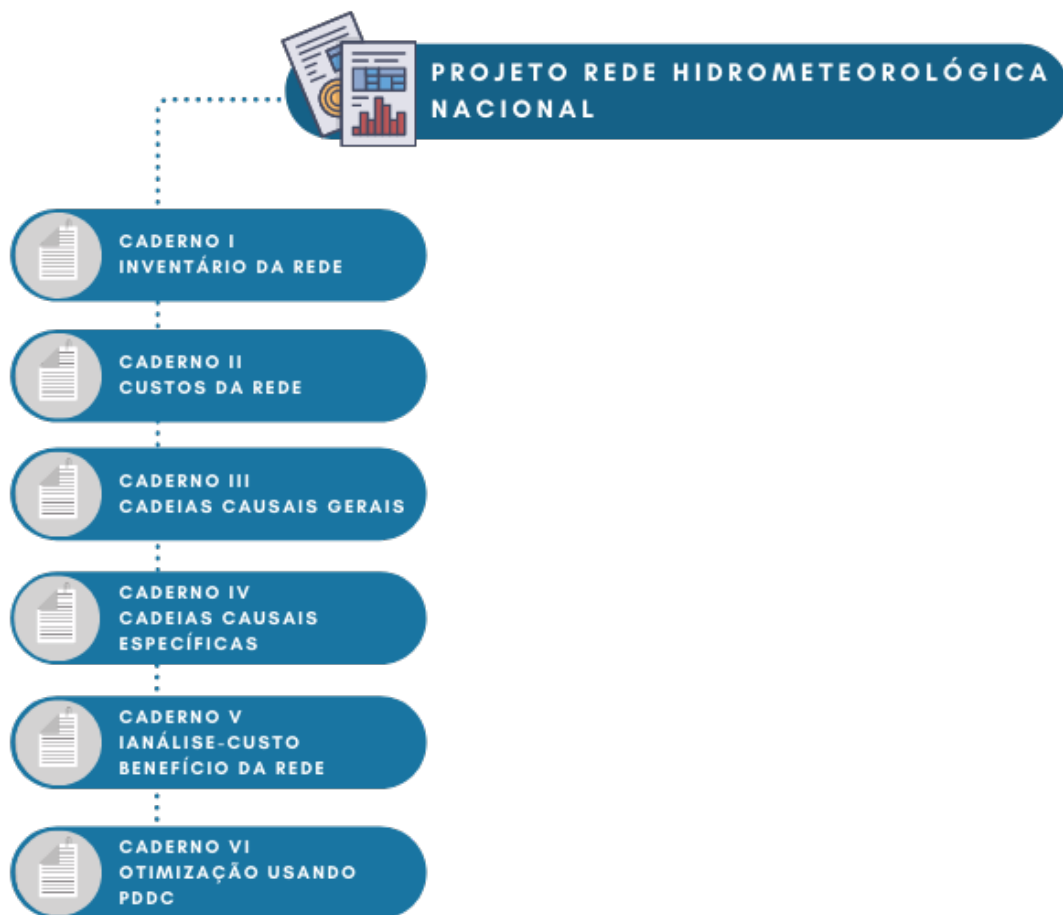 PROJETO REDE HIDROMETEOROLÓGICA
NACIONAL
CADERNO I
INVENTÁRIO DA REDE
CADERNO II
CUSTOS DA REDE
CADERNO III
CADEIAS CAUSAIS GERAIS
CADERNO IV
CADEIAS CAUSAIS
ESPECÍFICAS
CADERNO V
IANÁLISE-CUSTO
BENEFÍCIO DA REDE
CADERNO VI
OTIMIZAÇÃO USANDO
PDDC